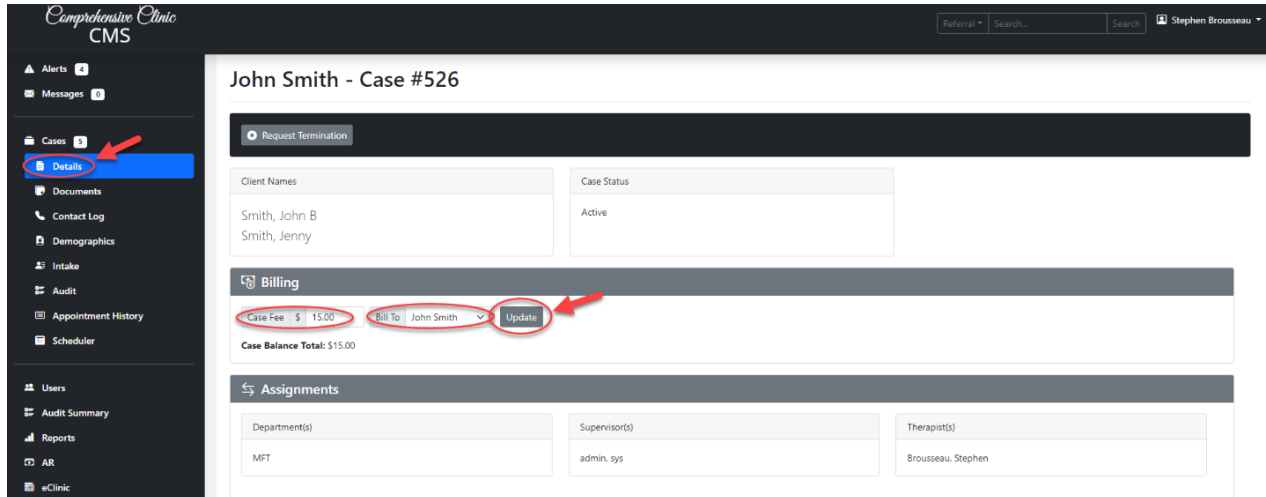 Comprehensive Clinic
CMS
Referral
Search...
Search
Stephen Brousseau
Alerts 4
Messages 0
Cases 5
Details
Documents
Contact Log
Demographics
Intake
Audit
Appointment History
Scheduler
Users
Audit Summary
Reports
AR
eClinic
John Smith - Case #526
Request Termination
Client Names
Smith, John B
Smith, Jenny
Case Status
Active
Billing
Case Fee $ 15.00 Bill To John Smith Update
Case Balance Total: $15.00
Assignments
Department(s)
MFT
Supervisor(s)
admin, sys
Therapist(s)
Brousseau, Stephen